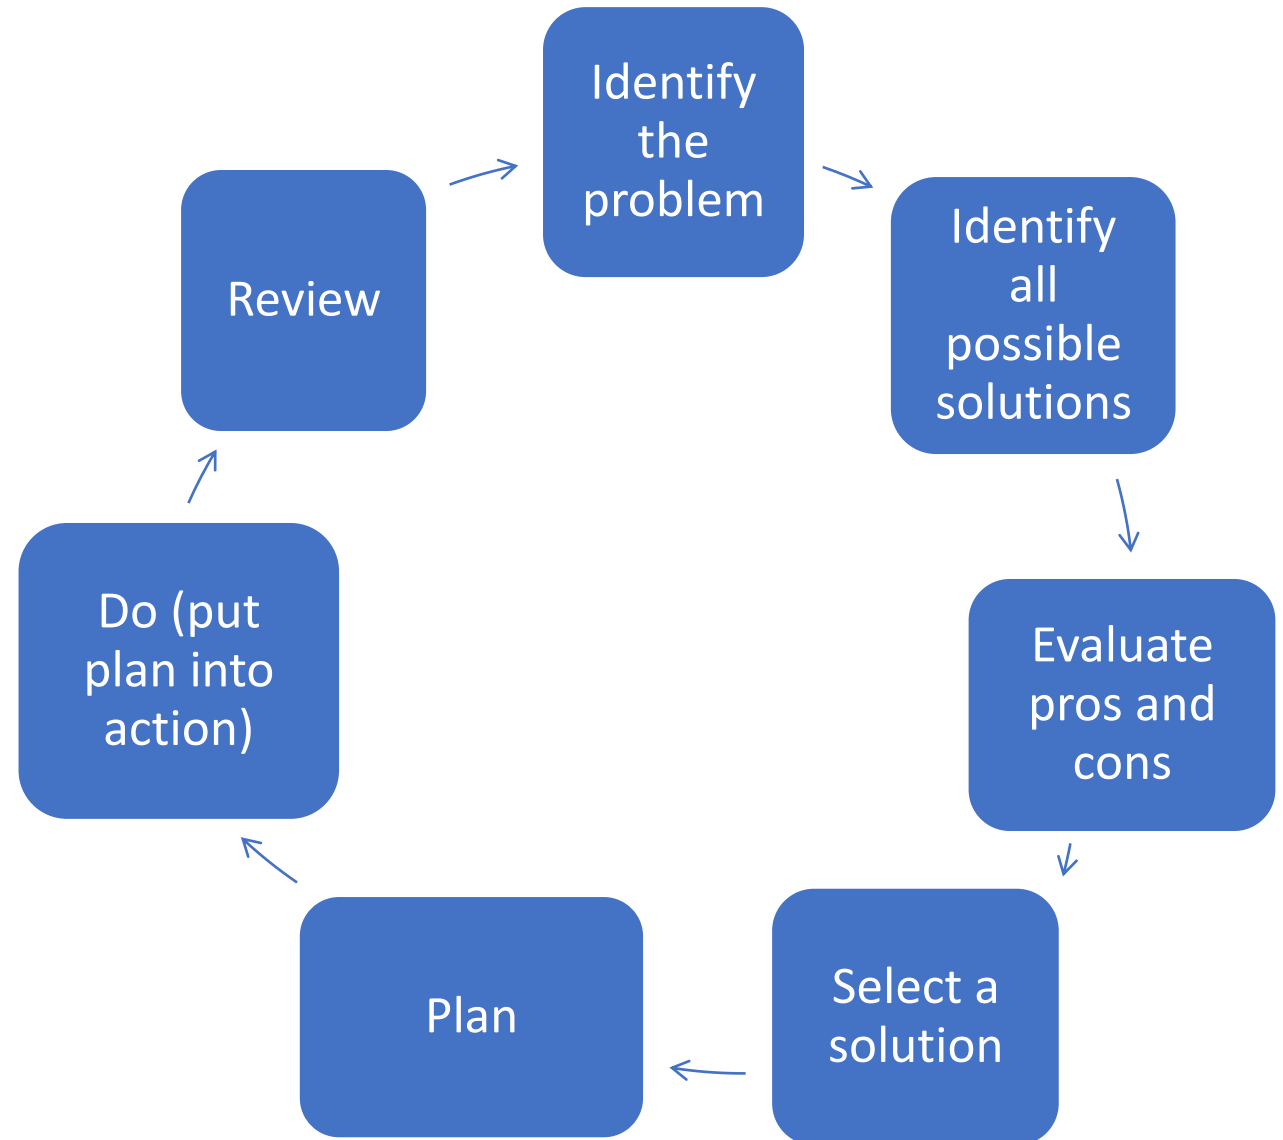 Identify
the
problem
Identify
all
possible
solutions
Evaluate
pros and
cons
Select a
solution
Plan
Do (put
plan into
action)
Review